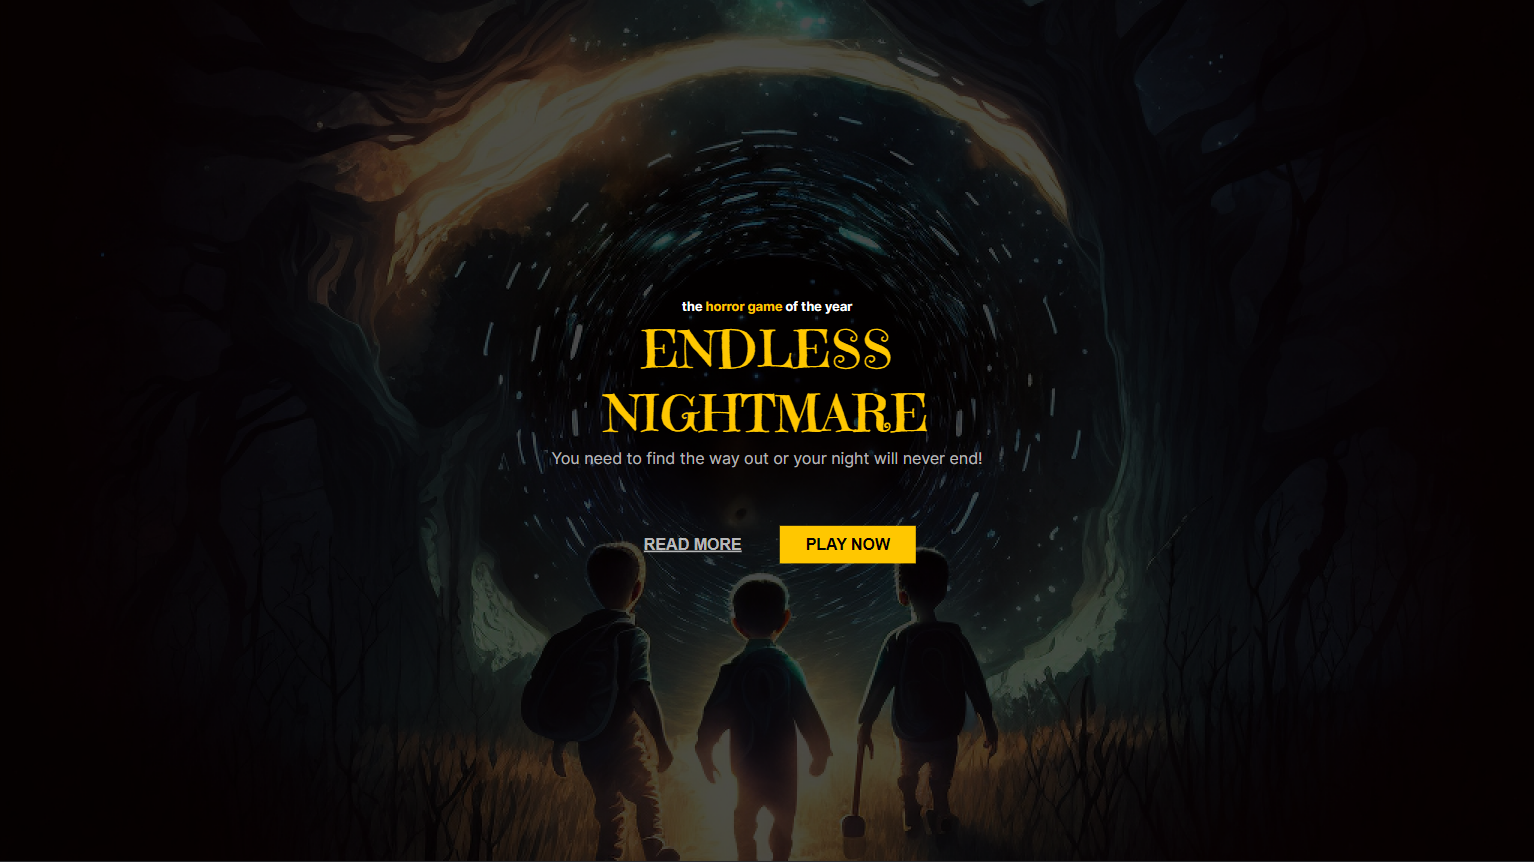 the horror game of the year
ENDLESS
NIGHTMARE
You need to find the way out or your night will never end!
READ MORE PLAY NOW